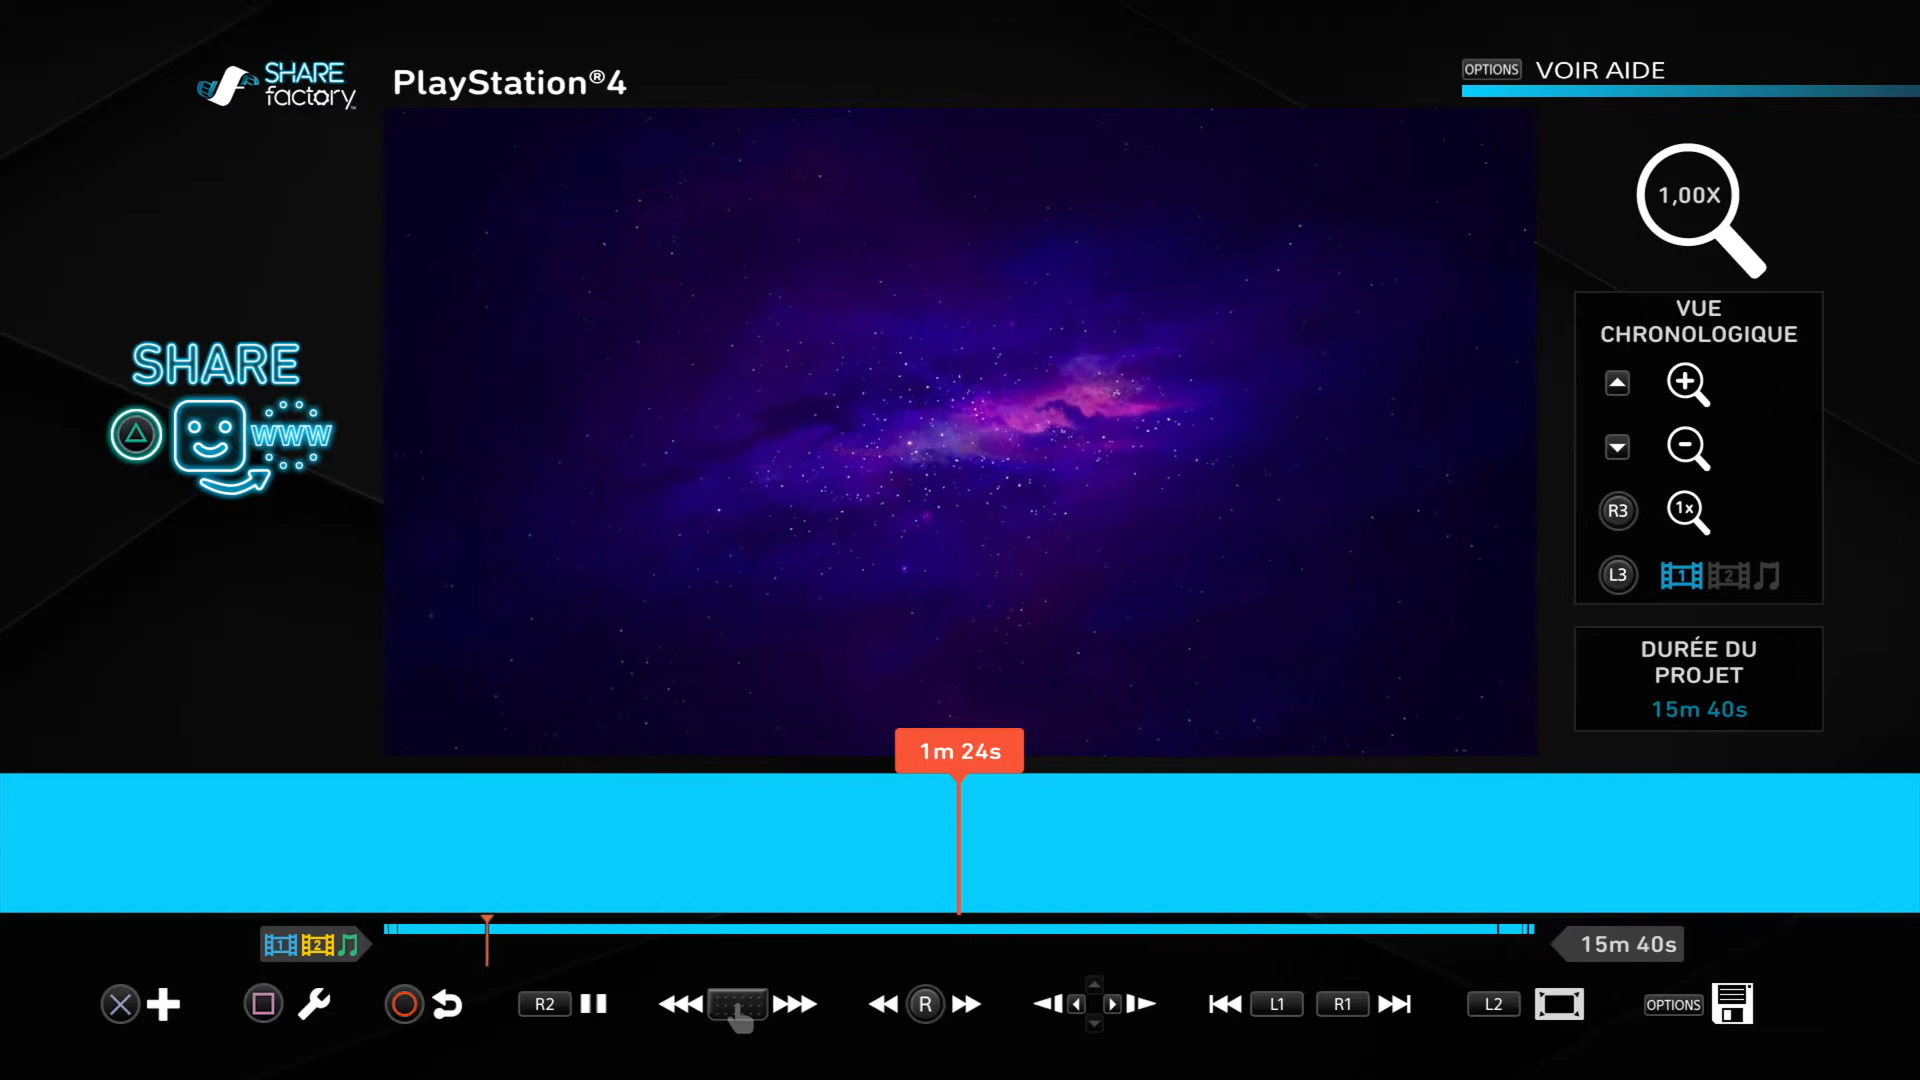 SHARE
factory™
PlayStation®4
OPTIONS VOIR AIDE
1,00X
SHARE
WWW
VUE
CHRONOLOGIQUE
1x
R3
L3 1 2
DURÉE DU
PROJET
15m 40s
1m 24s
1 2
15m 40s
R2
R
L1 R1
L2
OPTIONS